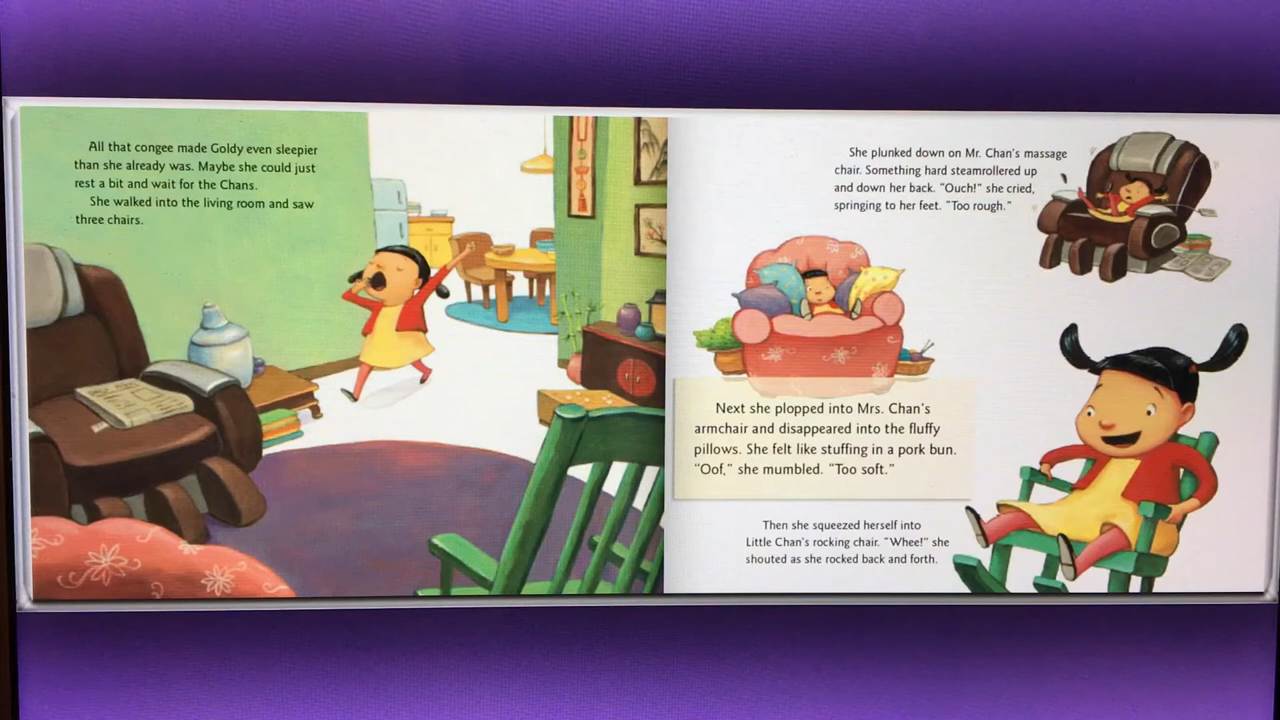 All that congee made Goldy even sleepier
than she already was. Maybe she could just
rest a bit and wait for the Chans.
She walked into the living room and saw
three chairs.
She plunked down on Mr. Chan's massage
chair. Something hard steamrollered up
and down her back. "Ouch!" she cried,
springing to her feet. "Too rough."
Next she plopped into Mrs. Chan's
armchair and disappeared into the fluffy
pillows. She felt like stuffing in a pork bun.
"Oof," she mumbled. "Too soft."
Then she squeezed herself into
Little Chan's rocking chair. "Whee!" she
shouted as she rocked back and forth.